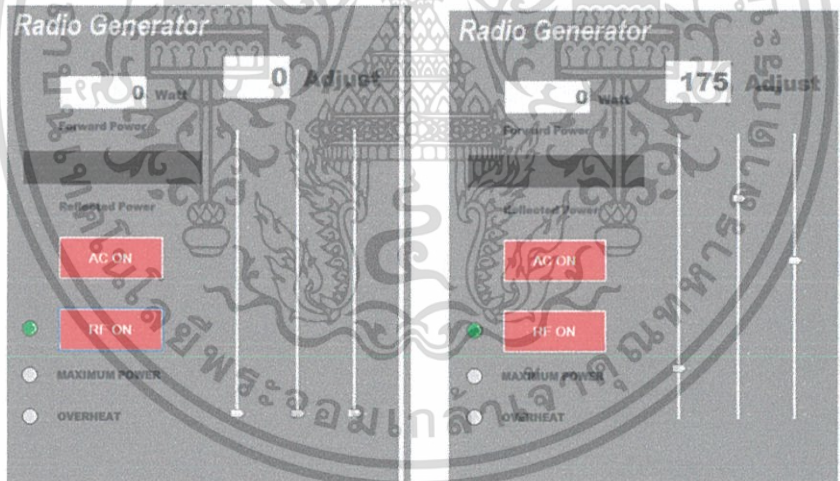 Radio Generator
0 Adjust
0 Watt
Forward Power
Reflected Power
AC ON
RF ON
MAXIMUM POWER
OVERHEAT
Radio Generator
175 Adjust
0 Watt
Forward Power
Reflected Power
AC ON
RF ON
MAXIMUM POWER
OVERHEAT